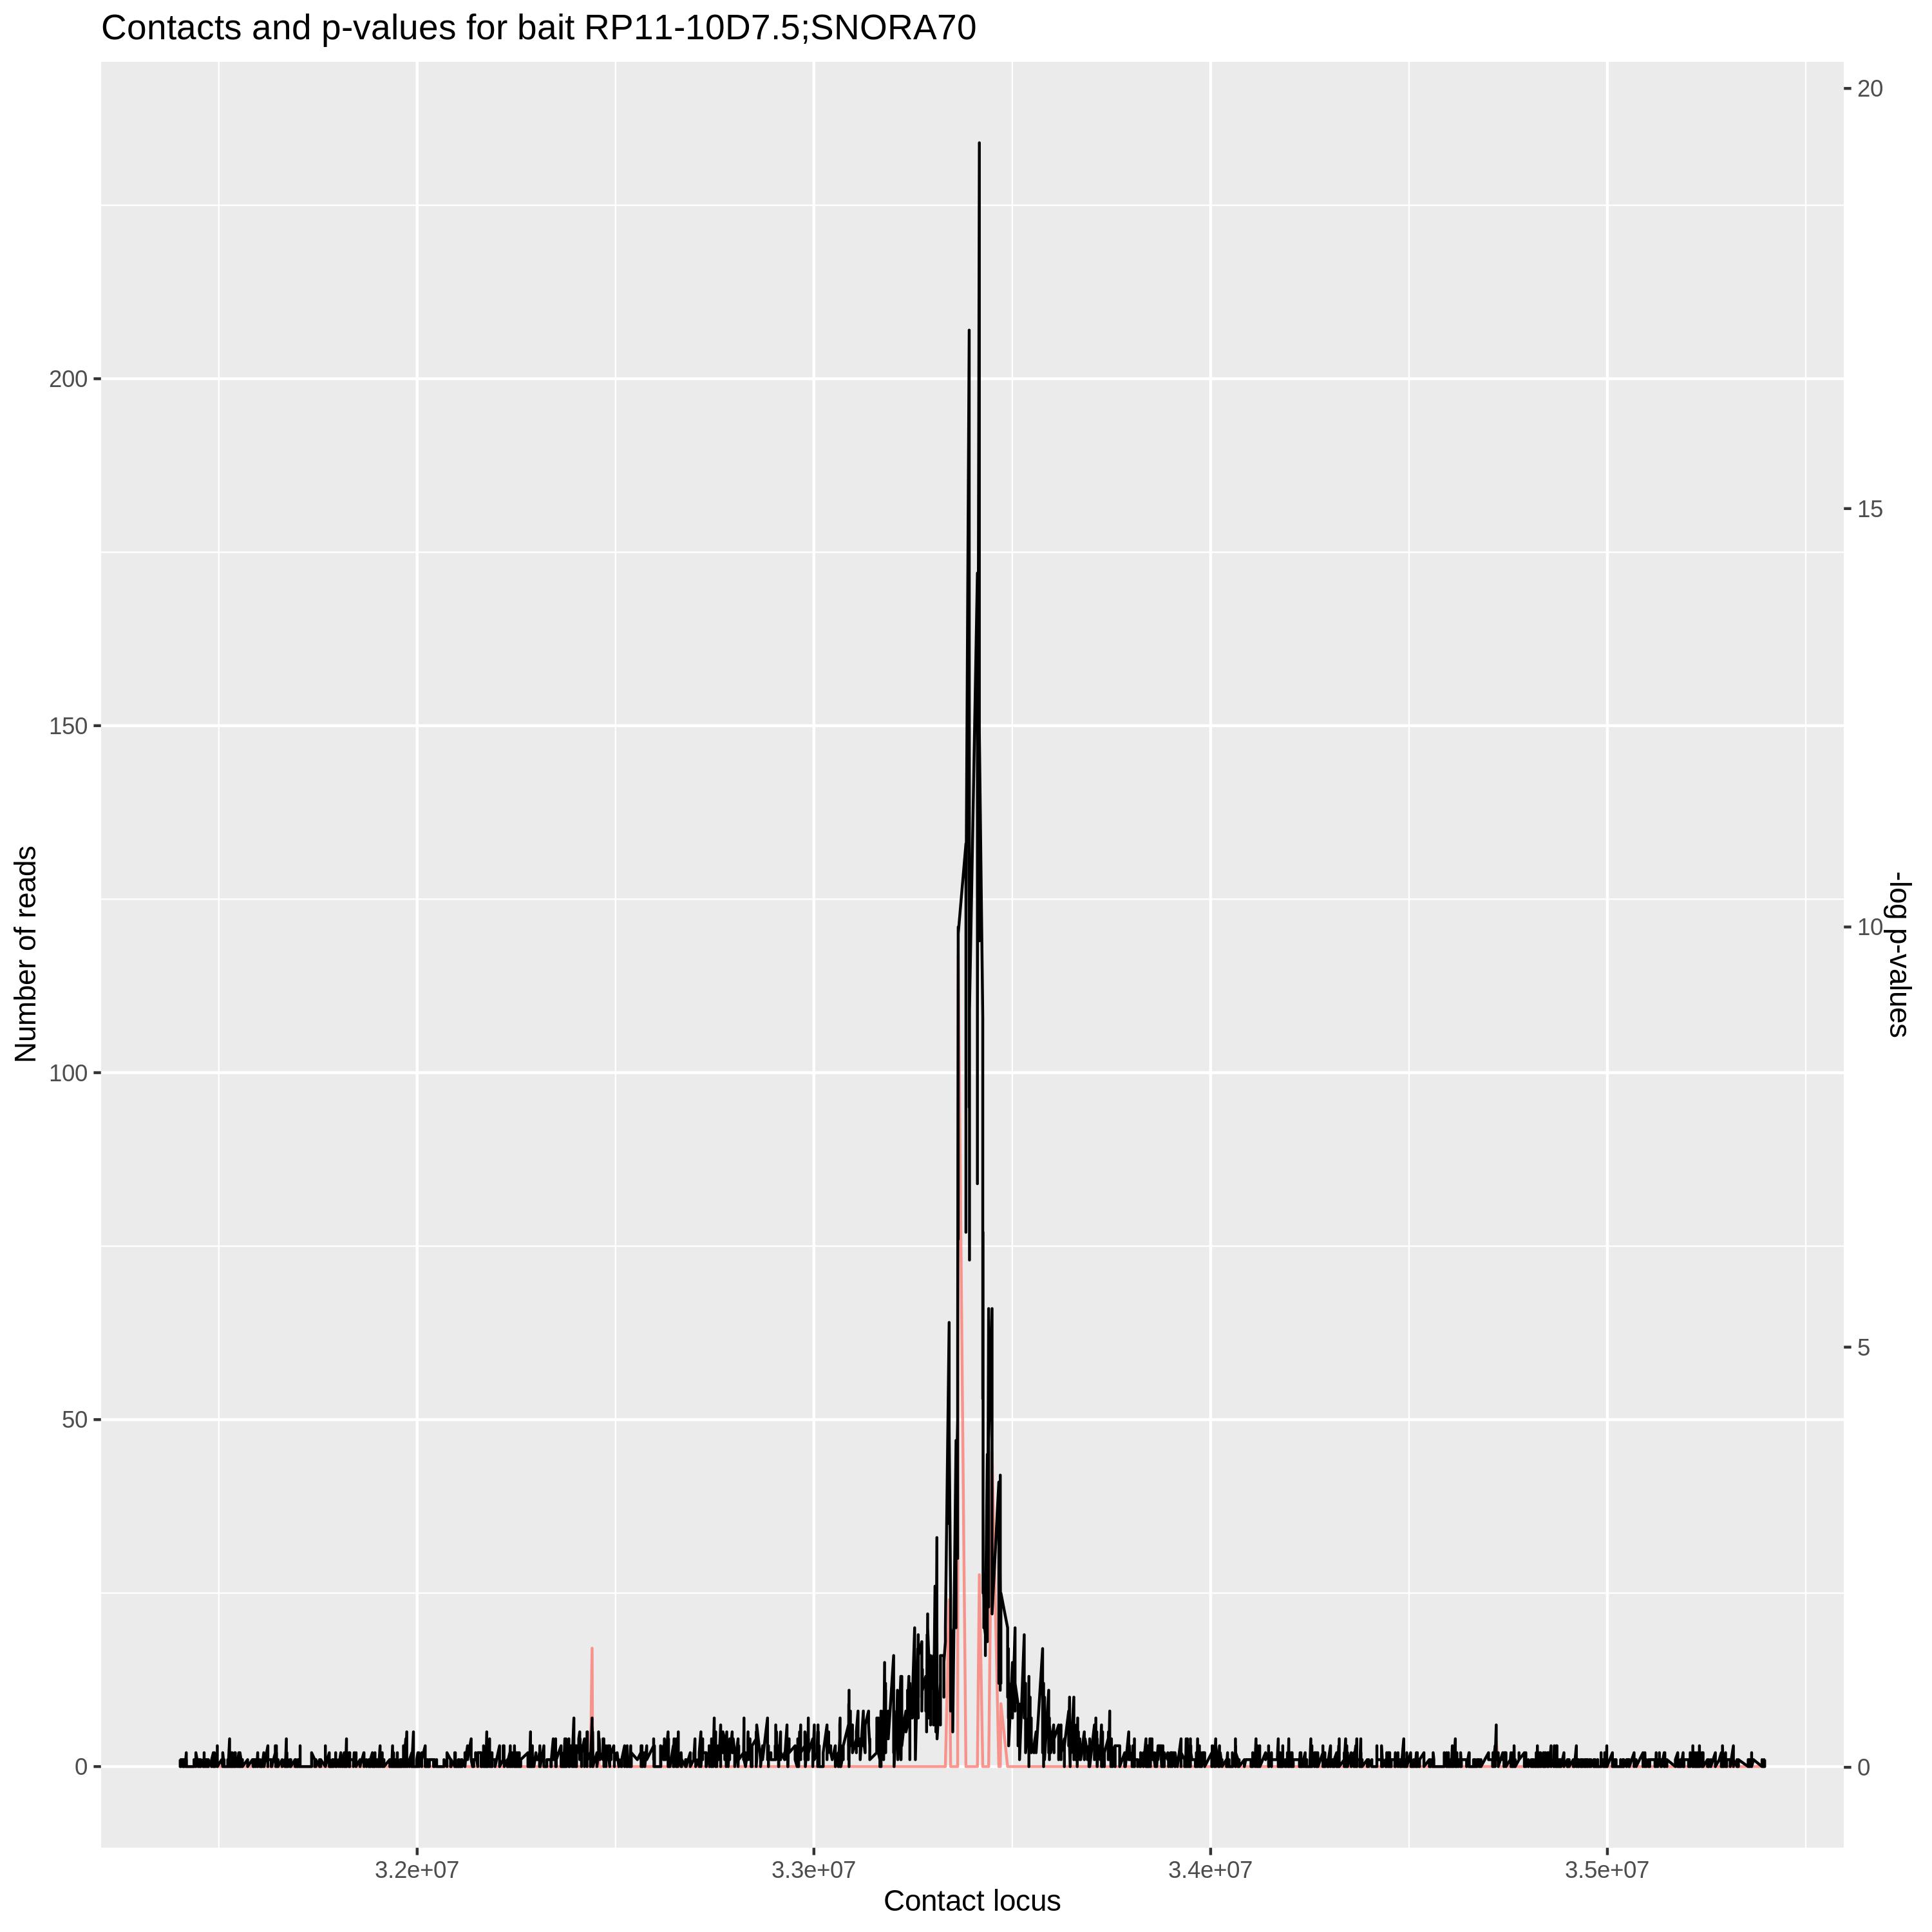 Contacts and p-values for bait RP11-10D7.5;SNORA70
20
15
10
5
0
-log p-values
200
150
100
50
0
Number of reads
3.2e+07 3.3e+07 3.4e+07 3.5e+07
Contact locus